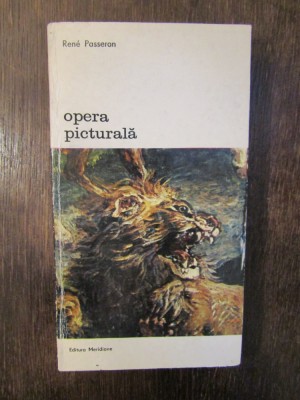 René Passeron
opera
picturală
Editura Meridiane